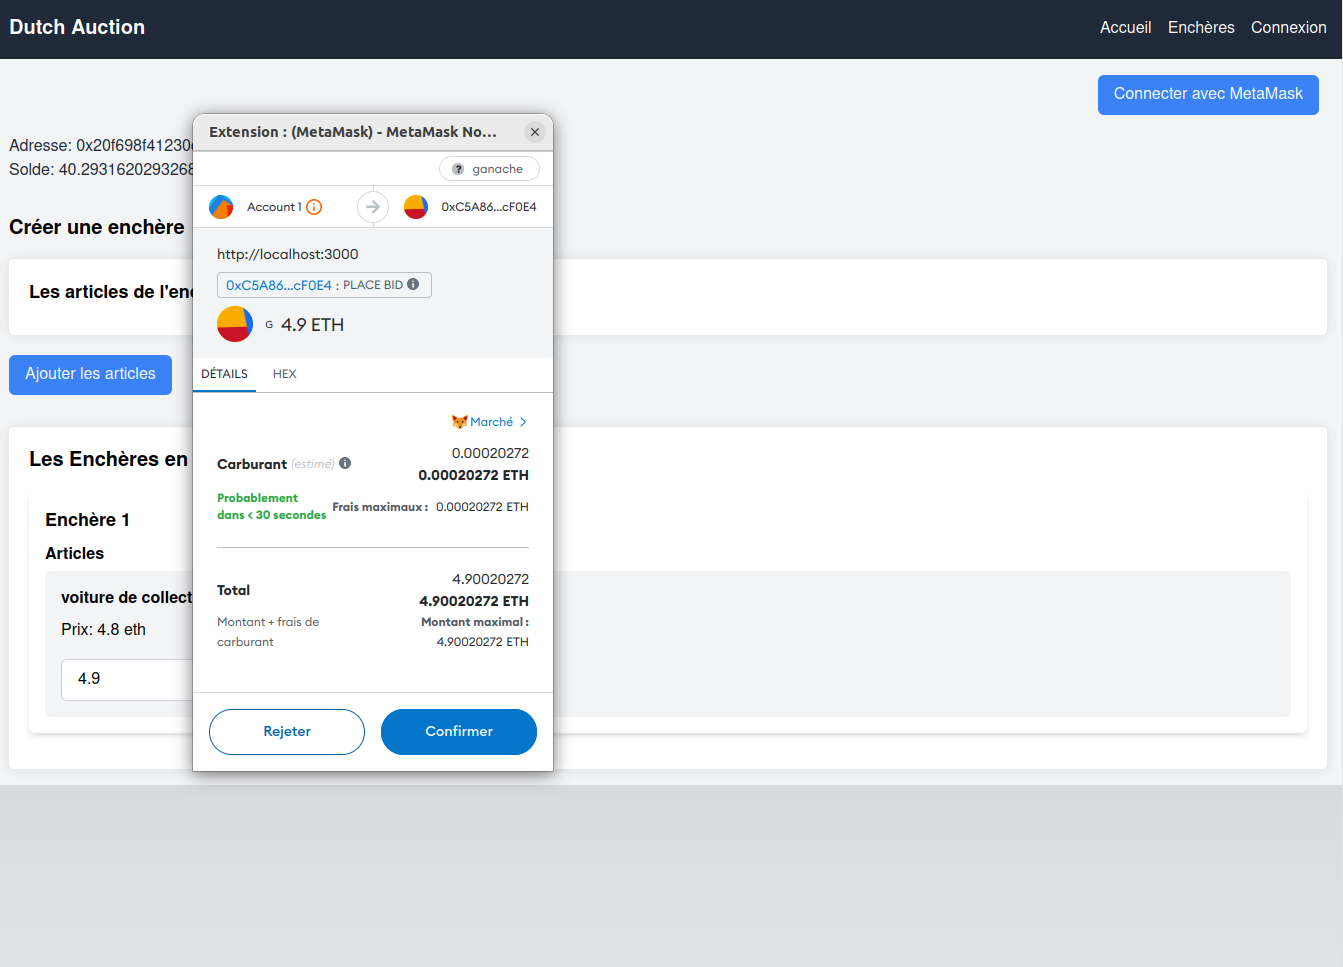 Dutch Auction
Accueil Enchères Connexion
Connecter avec MetaMask
Adresse: 0x20f698f41230
Solde: 40.2931620293268
Créer une enchère
Les articles de l'en
Ajouter les articles
Les Enchères en
Enchère 1
Articles
voiture de collect
Prix: 4.8 eth
4.9
Extension : (MetaMask) - MetaMask No...
ganache
Account 1 0xC5A86...cF0E4
http://localhost:3000
0xC5A86...cF0E4 : PLACE BID
G 4.9 ETH
DÉTAILS HEX
Marché >
Carburant (estimé) 0.00020272
0.00020272 ETH
Probablement
dans < 30 secondes Frais maximaux : 0.00020272 ETH
Total 4.90020272
4.90020272 ETH
Montant + frais de Montant maximal :
carburant 4.90020272 ETH
Rejeter Confirmer